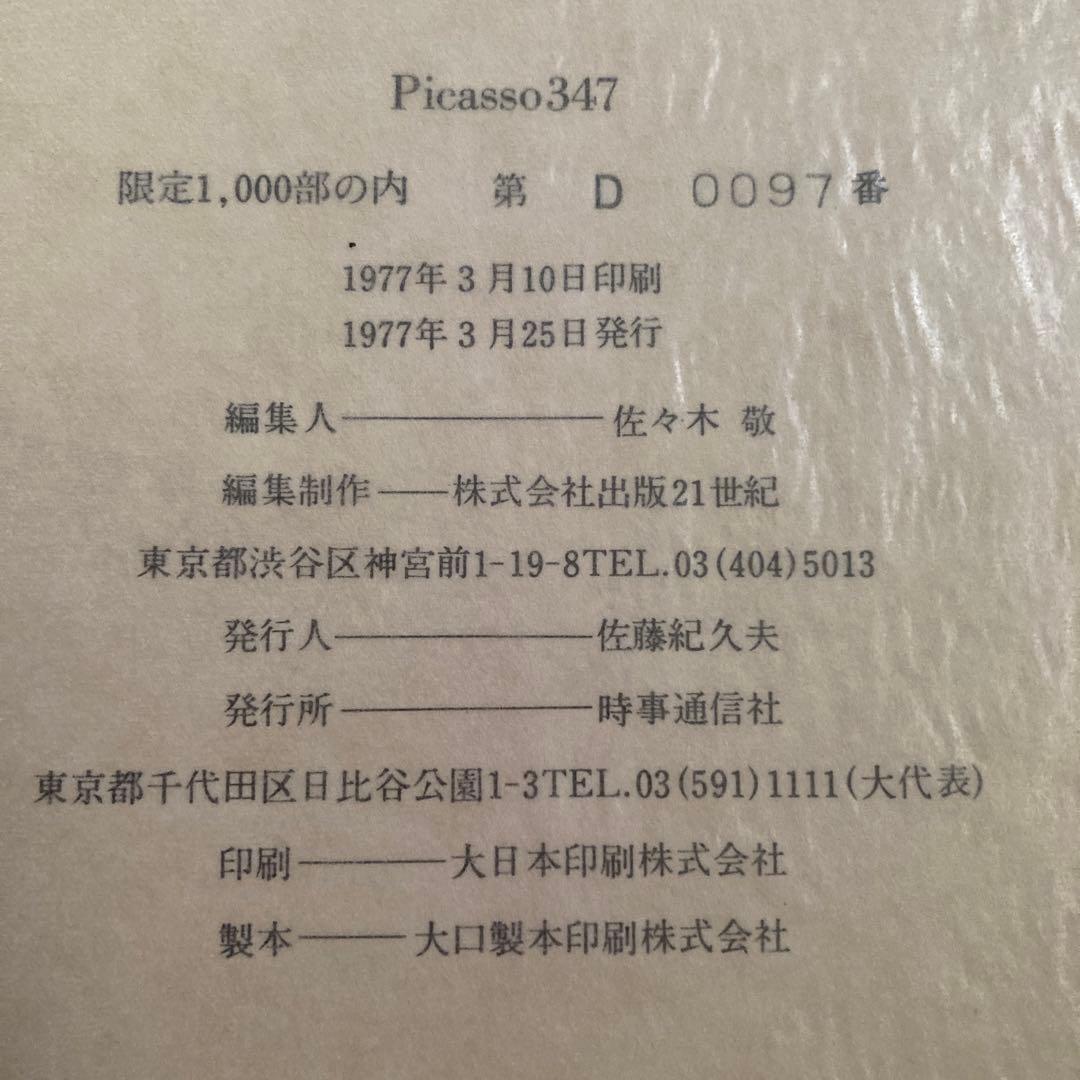 Picasso347
限定1,000部の内 第 D 0097番
1977年3月10日印刷
1977年3月25日発行
編集人――――――佐々木 敬
編集制作――株式会社出版21世紀
東京都渋谷区神宮前1-19-8TEL.03(404)5013
発行人――――――佐藤紀久夫
発行所――――――時事通信社
東京都千代田区日比谷公園1-3TEL.03(591)1111(大代表)
印刷――――大日本印刷株式会社
製本―――大口製本印刷株式会社